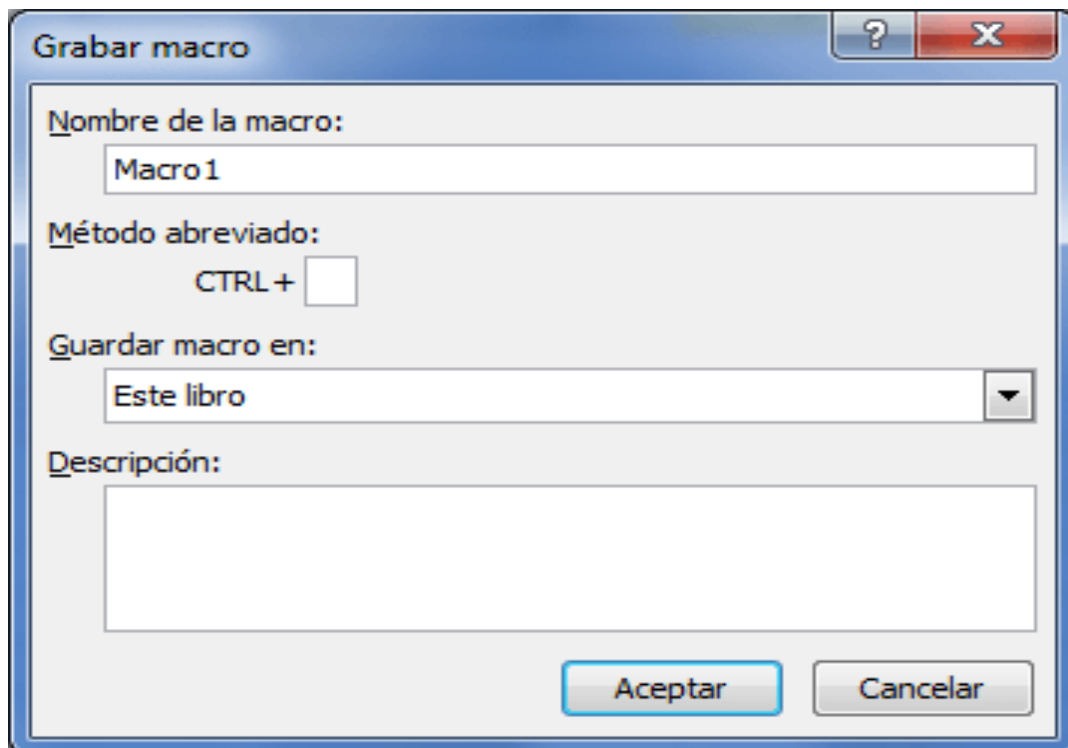 Grabar macro
?
Nombre de la macro:
Macro1
Método abreviado:
CTRL+
Guardar macro en:
Este libro
Descripción:
Aceptar Cancelar